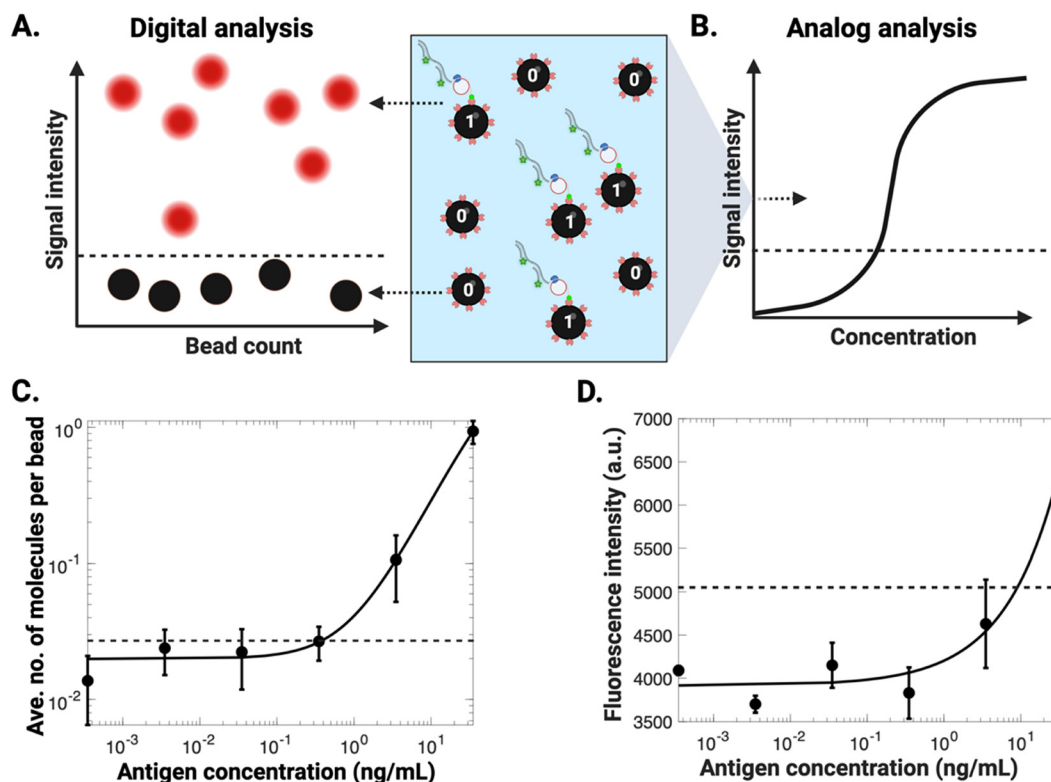 A.
Digital analysis
Signal intensity
Bead count
0
0
1
1
1
0
0
0
1
B.
Analog analysis
Signal intensity
Concentration
C.
Ave. no. of molecules per bead
10⁰
10⁻¹
10⁻²
10⁻³ 10⁻² 10⁻¹ 10⁰ 10¹
Antigen concentration (ng/mL)
D.
Fluorescence intensity (a.u.)
7000
6500
6000
5500
5000
4500
4000
3500
10⁻³ 10⁻² 10⁻¹ 10⁰ 10¹
Antigen concentration (ng/mL)